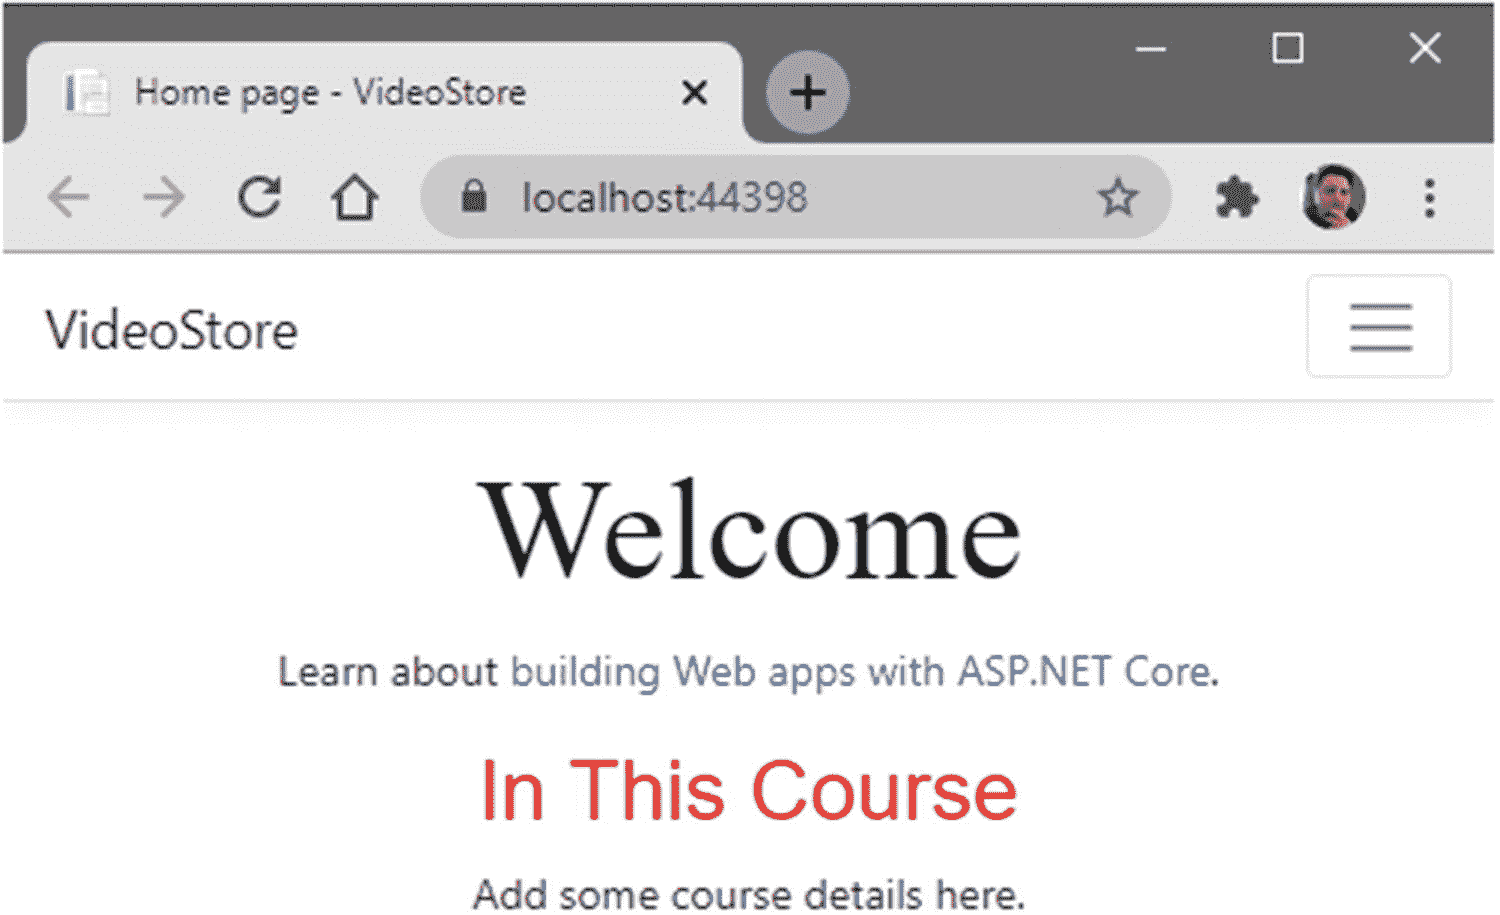 Home page - VideoStore
localhost:44398
VideoStore
Welcome
Learn about building Web apps with ASP.NET Core.
In This Course
Add some course details here.